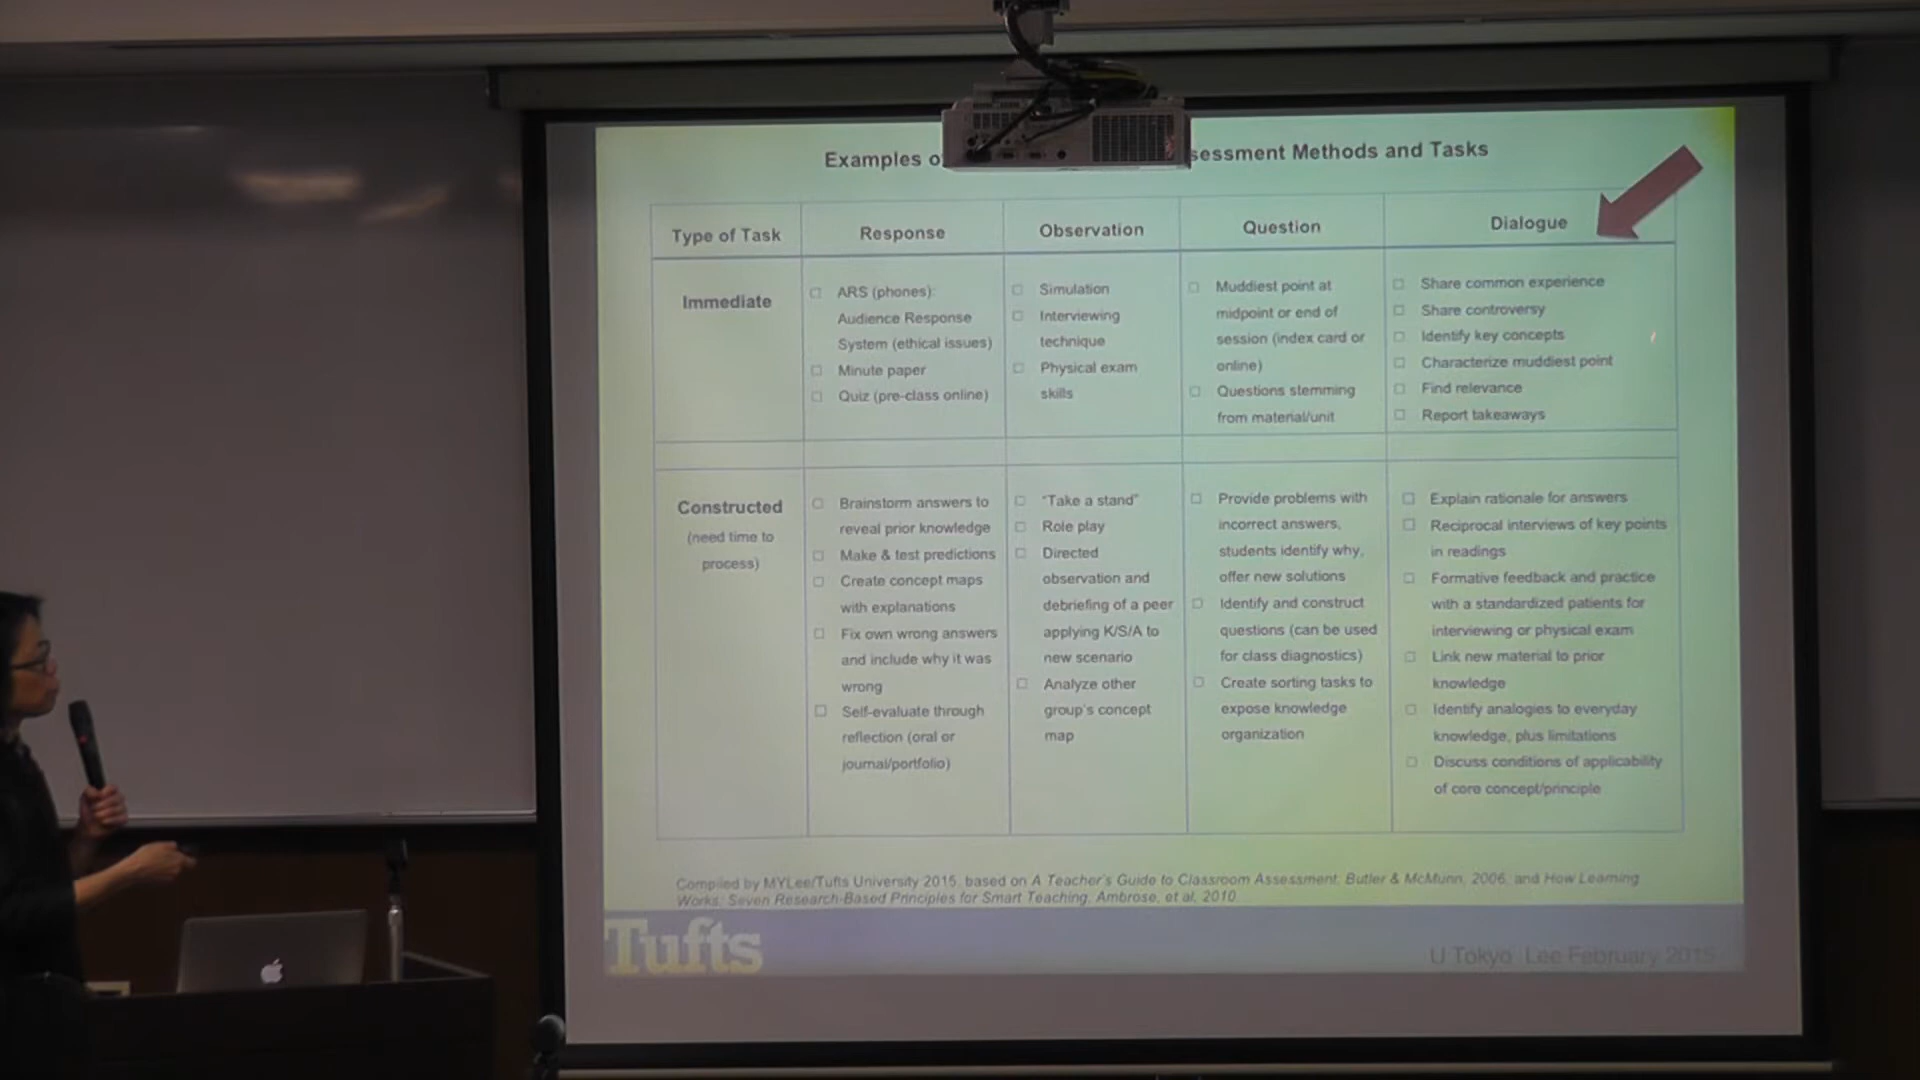 Examples o sessment Methods and Tasks
Type of Task
Response
Observation
Question
Dialogue
Immediate
☐ ARS (phones):
Audience Response
System (ethical issues)
☐ Minute paper
☐ Quiz (pre-class online)
☐ Simulation
☐ Interviewing
technique
☐ Physical exam
skills
☐ Muddiest point at
midpoint or end of
session (index card or
online)
☐ Questions stemming
from material/unit
☐ Share common experience
☐ Share controversy
☐ Identify key concepts
☐ Characterize muddiest point
☐ Find relevance
☐ Report takeaways
Constructed
(need time to
process)
☐ Brainstorm answers to
reveal prior knowledge
☐ Make & test predictions
☐ Create concept maps
with explanations
☐ Fix own wrong answers
and include why it was
wrong
☐ Self-evaluate through
reflection (oral or
journal/portfolio)
☐ "Take a stand"
☐ Role play
☐ Directed
observation and
debriefing of a peer
applying K/S/A to
new scenario
☐ Analyze other
group's concept
map
☐ Provide problems with
incorrect answers,
students identify why,
offer new solutions
☐ Identify and construct
questions (can be used
for class diagnostics)
☐ Create sorting tasks to
expose knowledge
organization
☐ Explain rationale for answers
☐ Reciprocal interviews of key points
in readings
☐ Formative feedback and practice
with a standardized patients for
interviewing or physical exam
☐ Link new material to prior
knowledge
☐ Identify analogies to everyday
knowledge, plus limitations
☐ Discuss conditions of applicability
of core concept/principle
Compiled by MYLee/Tufts University 2015, based on A Teacher's Guide to Classroom Assessment; Butler & McMunn, 2006, and How Learning
Works: Seven Research-Based Principles for Smart Teaching, Ambrose, et al, 2010
Tufts
U Tokyo Lee February 2015